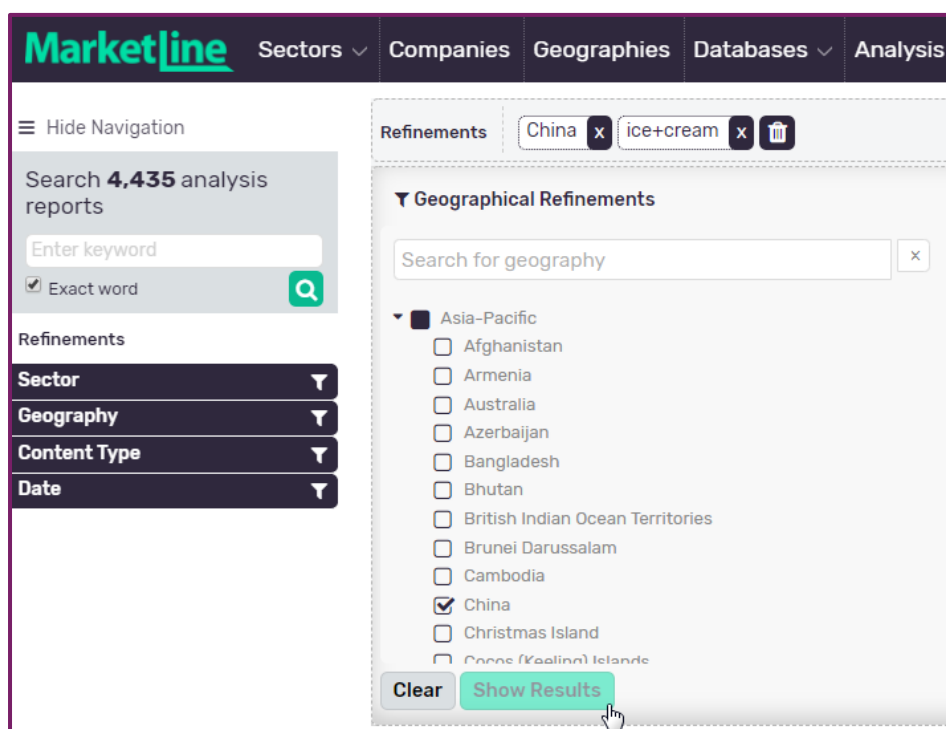 Marketline Sectors Companies Geographies Databases Analysis
Hide Navigation
Search 4,435 analysis
reports
Enter keyword
Exact word
Refinements
Sector
Geography
Content Type
Date
Refinements China x ice+cream x
Geographical Refinements
Search for geography ×
Asia-Pacific
Afghanistan
Armenia
Australia
Azerbaijan
Bangladesh
Bhutan
British Indian Ocean Territories
Brunei Darussalam
Cambodia
China
Christmas Island
Cocos (Keeling) Islands
Clear Show Results